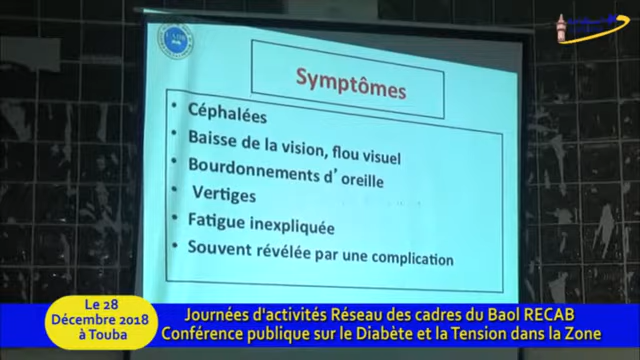 Symptômes
• Céphalées
• Baisse de la vision, flou visuel
• Bourdonnements d' oreille
• Vertiges
• Fatigue inexpliquée
• Souvent révélée par une complication
Le 28
Décembre 2018
à Touba
Journées d'activités Réseau des cadres du Baol RECAB
Conférence publique sur le Diabète et la Tension dans la Zone